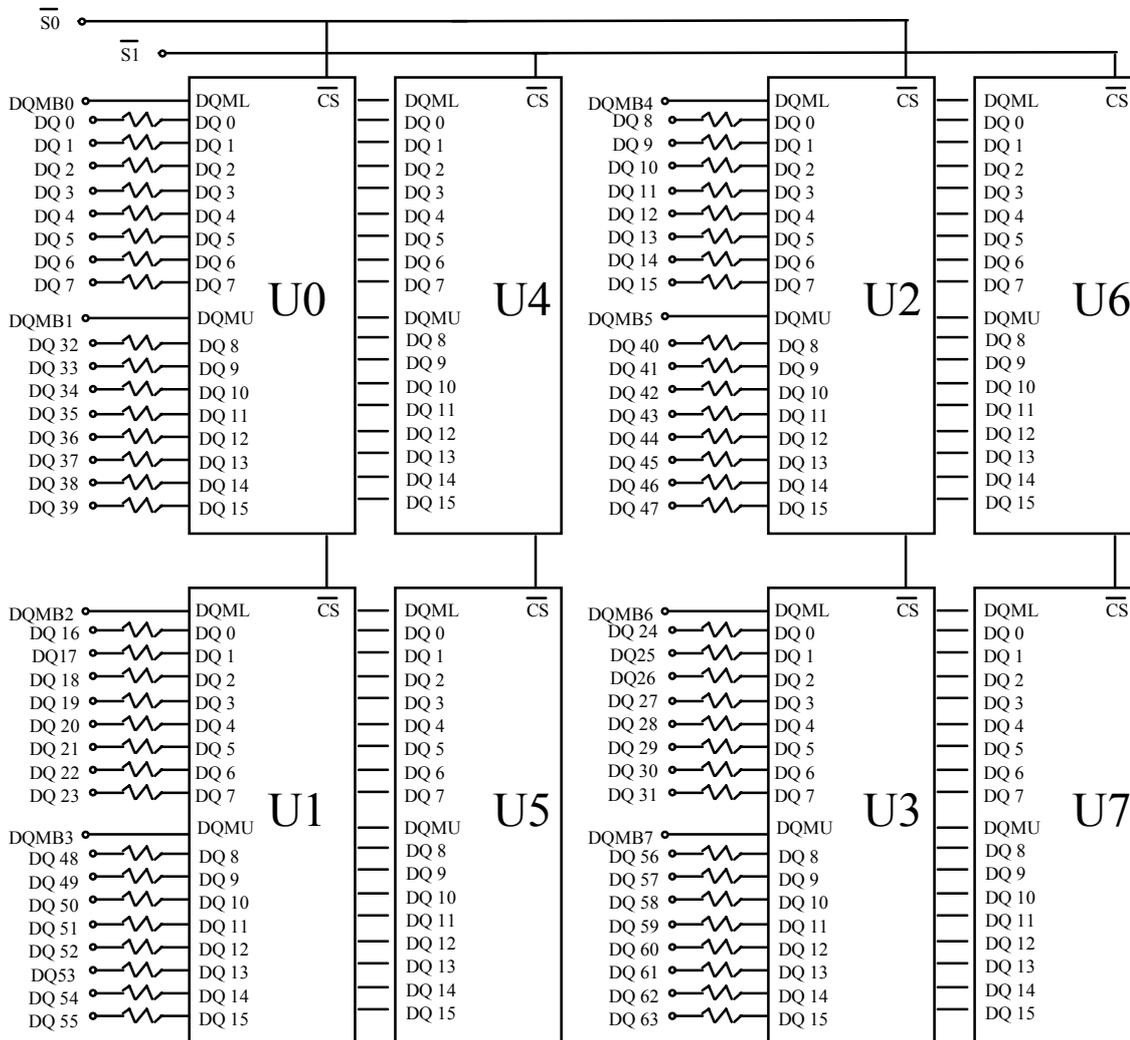 S0
S1
DQMB0 DQML CS DQML CS DQMB4 DQML CS DQML CS
DQ 0 DQ 0 DQ 0 DQ 8 DQ 0 DQ 0
DQ 1 DQ 1 DQ 1 DQ 9 DQ 1 DQ 1
DQ 2 DQ 2 DQ 2 DQ 10 DQ 2 DQ 2
DQ 3 DQ 3 DQ 3 DQ 11 DQ 3 DQ 3
DQ 4 DQ 4 DQ 4 DQ 12 DQ 4 DQ 4
DQ 5 DQ 5 DQ 5 DQ 13 DQ 5 DQ 5
DQ 6 DQ 6 DQ 6 DQ 14 DQ 6 DQ 6
DQ 7 DQ 7 DQ 7 DQ 15 DQ 7 DQ 7
U0 U4 U2 U6
DQMB1 DQMU DQMU DQMB5 DQMU DQMU
DQ 32 DQ 8 DQ 8 DQ 40 DQ 8 DQ 8
DQ 33 DQ 9 DQ 9 DQ 41 DQ 9 DQ 9
DQ 34 DQ 10 DQ 10 DQ 42 DQ 10 DQ 10
DQ 35 DQ 11 DQ 11 DQ 43 DQ 11 DQ 11
DQ 36 DQ 12 DQ 12 DQ 44 DQ 12 DQ 12
DQ 37 DQ 13 DQ 13 DQ 45 DQ 13 DQ 13
DQ 38 DQ 14 DQ 14 DQ 46 DQ 14 DQ 14
DQ 39 DQ 15 DQ 15 DQ 47 DQ 15 DQ 15
DQMB2 DQML CS DQML CS DQMB6 DQML CS DQML CS
DQ 16 DQ 0 DQ 0 DQ 24 DQ 0 DQ 0
DQ17 DQ 1 DQ 1 DQ25 DQ 1 DQ 1
DQ 18 DQ 2 DQ 2 DQ26 DQ 2 DQ 2
DQ 19 DQ 3 DQ 3 DQ 27 DQ 3 DQ 3
DQ 20 DQ 4 DQ 4 DQ 28 DQ 4 DQ 4
DQ 21 DQ 5 DQ 5 DQ 29 DQ 5 DQ 5
DQ 22 DQ 6 DQ 6 DQ 30 DQ 6 DQ 6
DQ 23 DQ 7 DQ 7 DQ 31 DQ 7 DQ 7
U1 U5 U3 U7
DQMB3 DQMU DQMU DQMB7 DQMU DQMU
DQ 48 DQ 8 DQ 8 DQ 56 DQ 8 DQ 8
DQ 49 DQ 9 DQ 9 DQ 57 DQ 9 DQ 9
DQ 50 DQ 10 DQ 10 DQ 58 DQ 10 DQ 10
DQ 51 DQ 11 DQ 11 DQ 59 DQ 11 DQ 11
DQ 52 DQ 12 DQ 12 DQ 60 DQ 12 DQ 12
DQ53 DQ 13 DQ 13 DQ 61 DQ 13 DQ 13
DQ 54 DQ 14 DQ 14 DQ 62 DQ 14 DQ 14
DQ 55 DQ 15 DQ 15 DQ 63 DQ 15 DQ 15